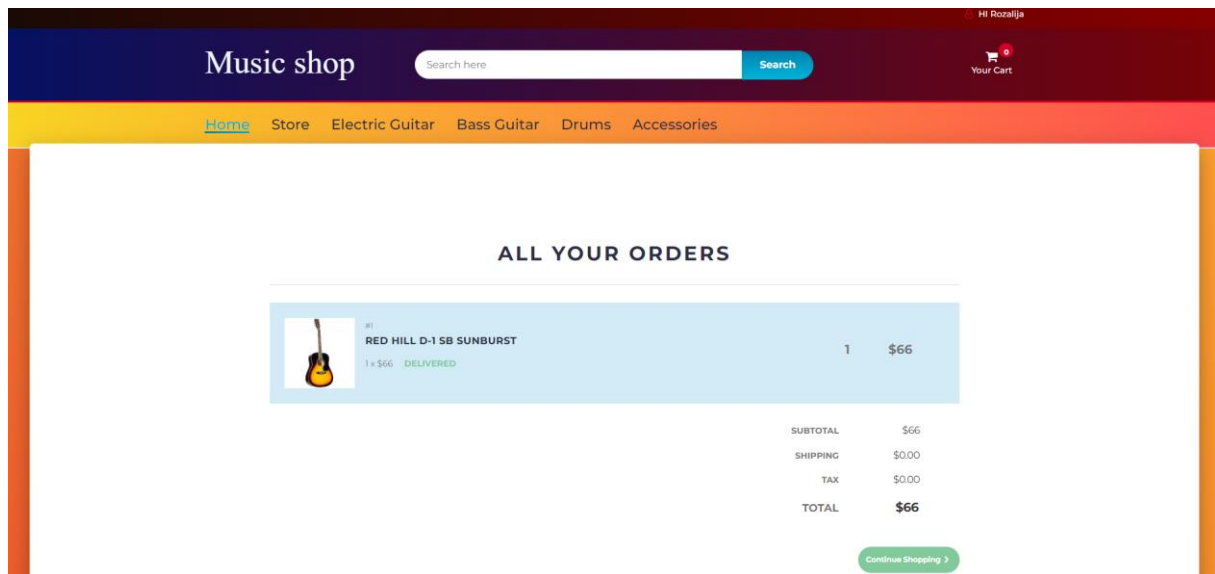 HI Rozalija
Music shop
Search here
Search
0
Your Cart
Home Store Electric Guitar Bass Guitar Drums Accessories
ALL YOUR ORDERS
#1
RED HILL D-1 SB SUNBURST
1 x $66 DELIVERED
1 $66
SUBTOTAL $66
SHIPPING $0.00
TAX $0.00
TOTAL $66
Continue Shopping